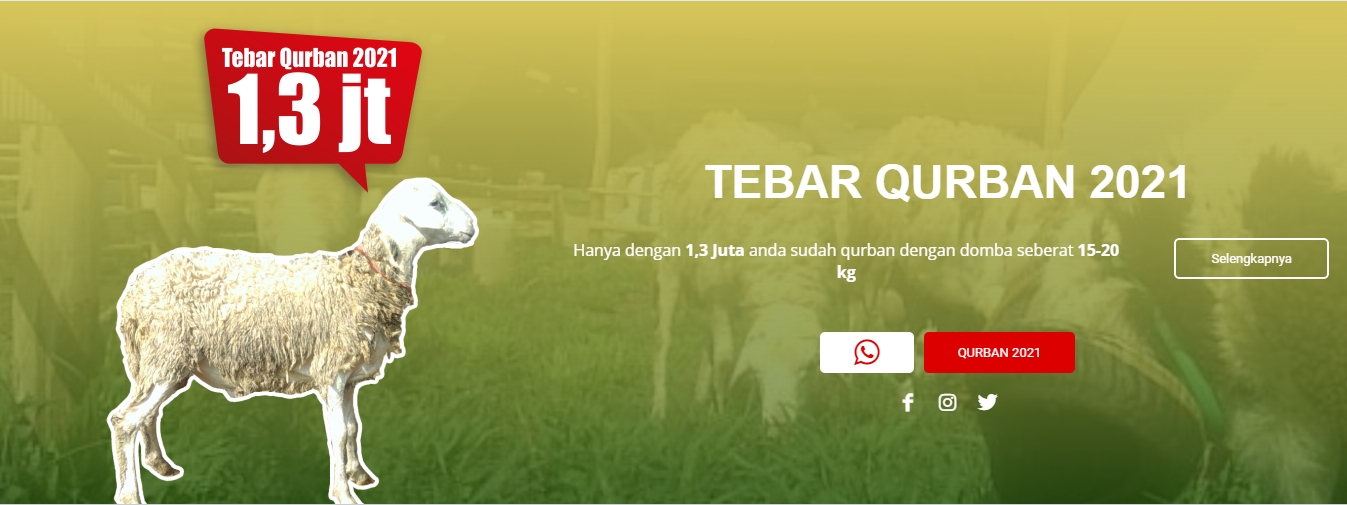 Tebar Qurban 2021
1,3 jt
TEBAR QURBAN 2021
Hanya dengan 1,3 Juta anda sudah qurban dengan domba seberat 15-20
kg
Selengkapnya
QURBAN 2021